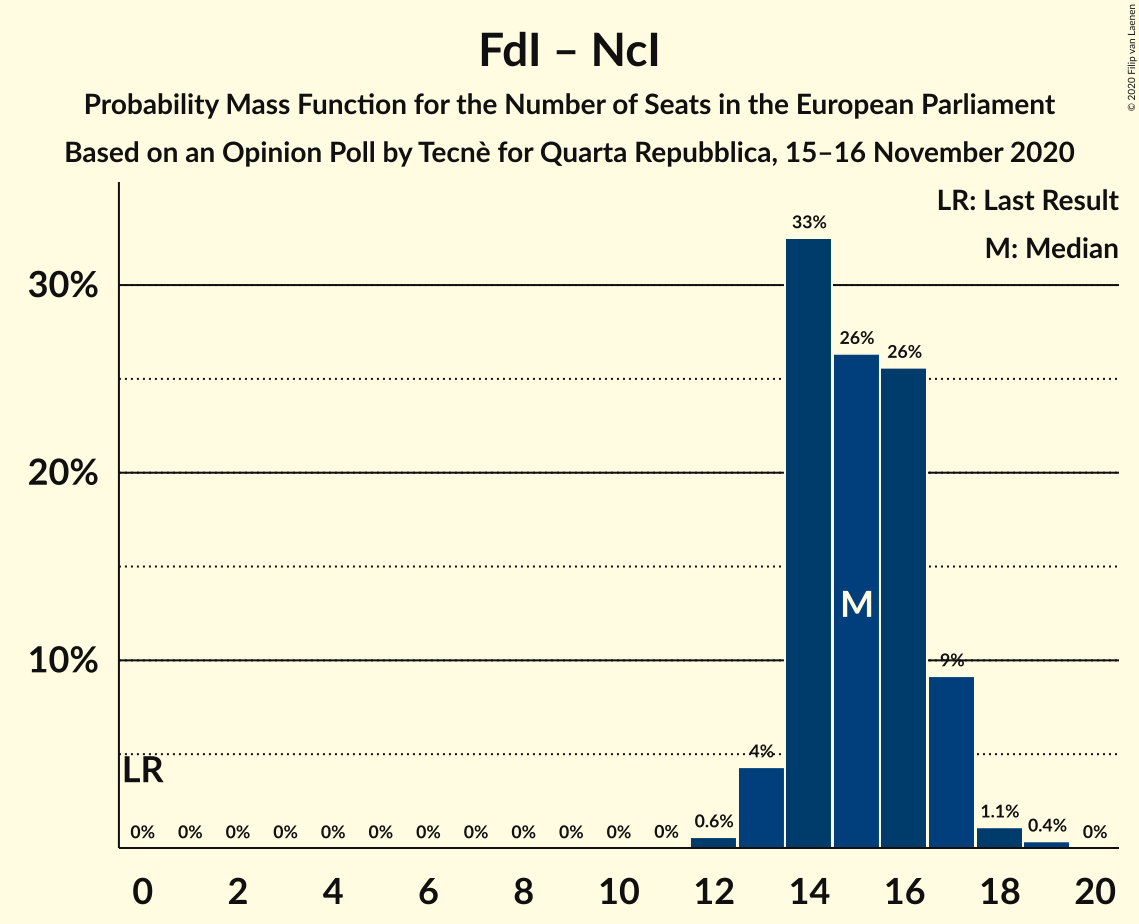 FdI – NcI
Probability Mass Function for the Number of Seats in the European Parliament
Based on an Opinion Poll by Tecnè for Quarta Repubblica, 15–16 November 2020
© 2020 Filip van Laenen
LR: Last Result
M: Median
33%
30%
26%
26%
20%
M
10%
9%
4%
LR
0% 0% 0% 0% 0% 0% 0% 0% 0% 0% 0% 0% 0.6% 1.1% 0.4% 0%
0 2 4 6 8 10 12 14 16 18 20